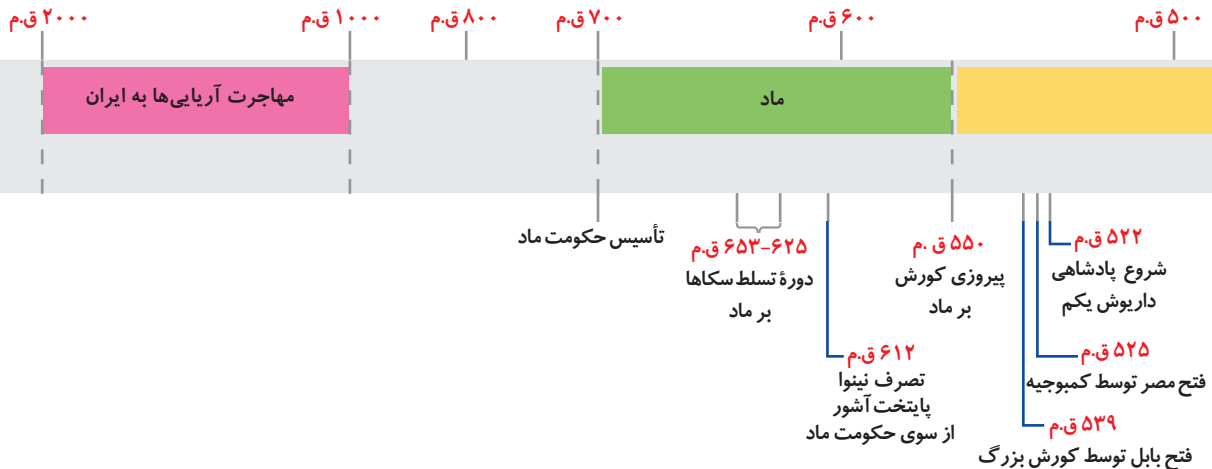 ۲۰۰۰ ق.م
۱۰۰۰ ق.م
۸۰۰ ق.م
۷۰۰ ق.م
۶۰۰ ق.م
۵۰۰ ق.م
مهاجرت آریایی‌ها به ایران
ماد
تأسیس حکومت ماد
۶۵۳-۶۲۵ ق.م
دورهٔ تسلط سکاها
بر ماد
۶۱۲ ق.م
تصرف نینوا
پایتخت آشور
از سوی حکومت ماد
۵۵۰ ق.م
پیروزی کورش
بر ماد
۵۳۹ ق.م
فتح بابل توسط کورش بزرگ
۵۲۵ ق.م
فتح مصر توسط کمبوجیه
۵۲۲ ق.م
شروع پادشاهی
داریوش یکم